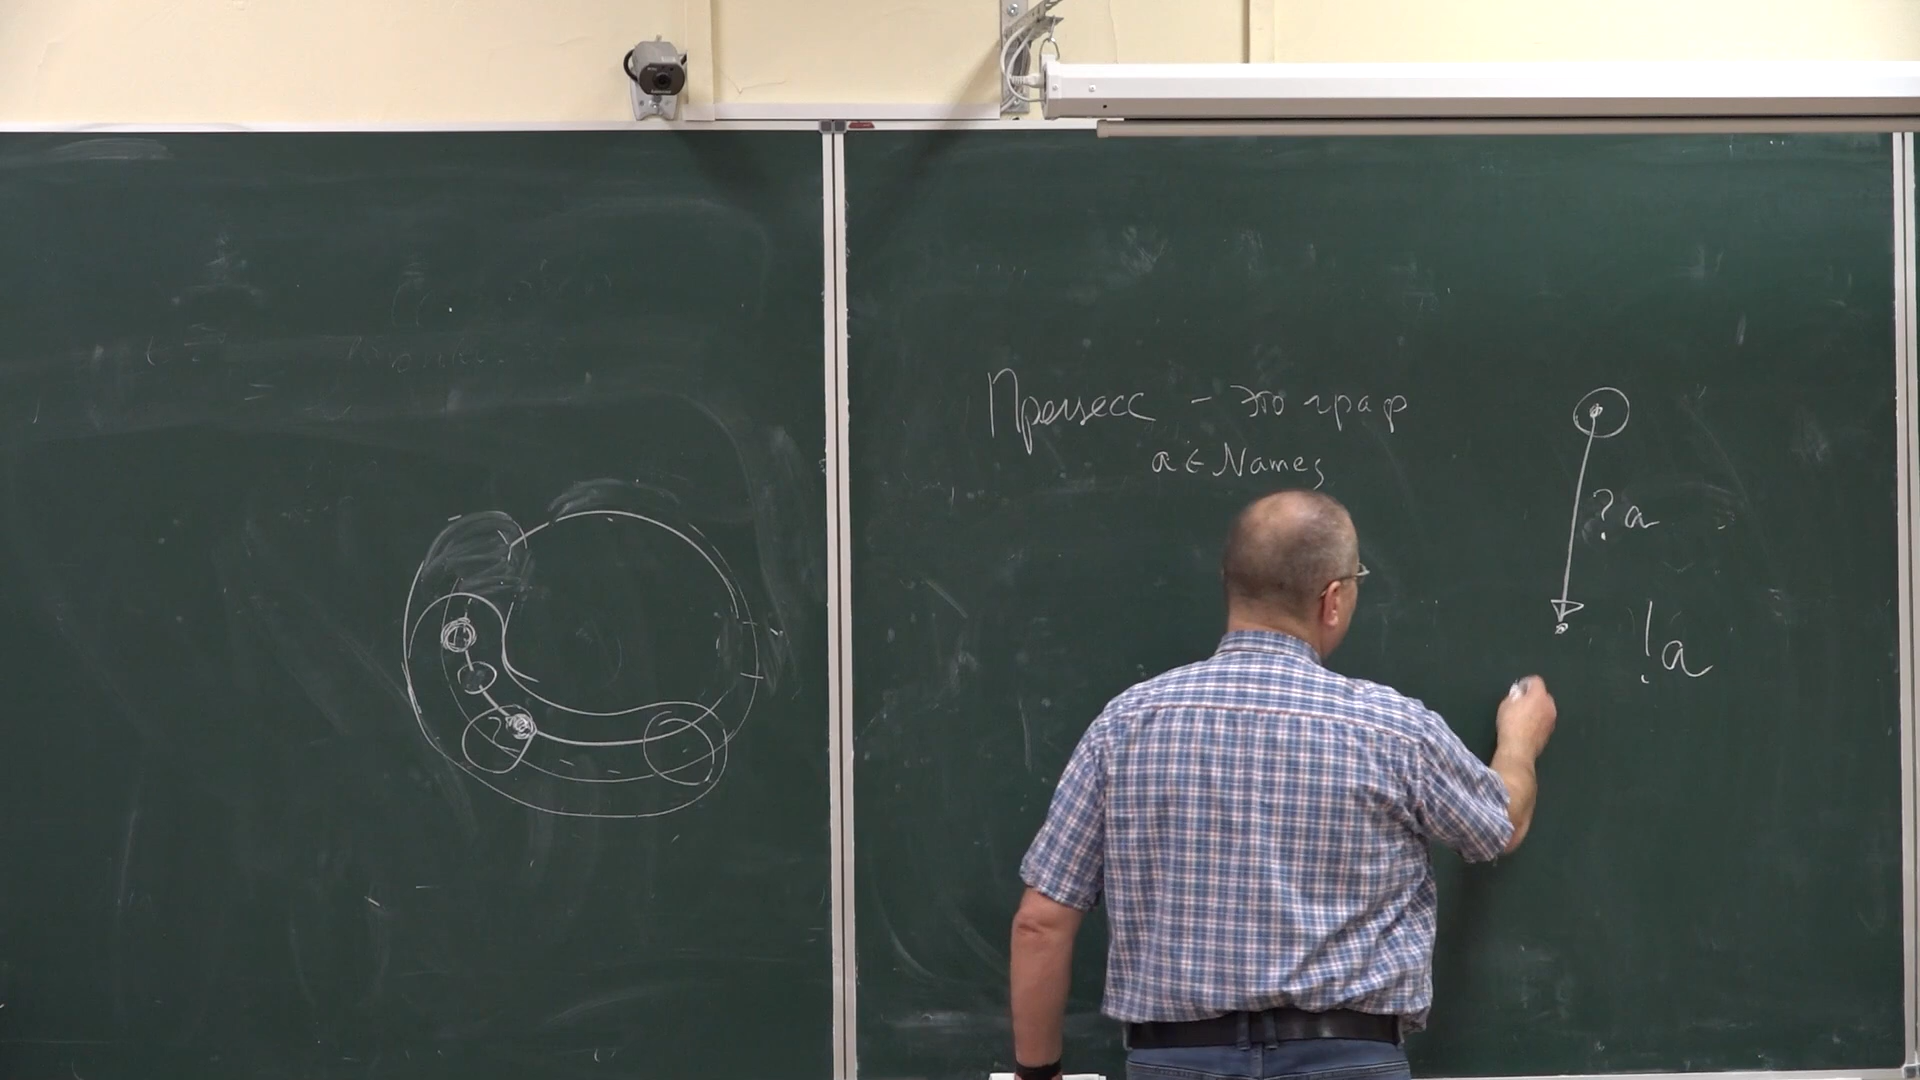 Процесс - это граф
a ∈ Names
?a
!a